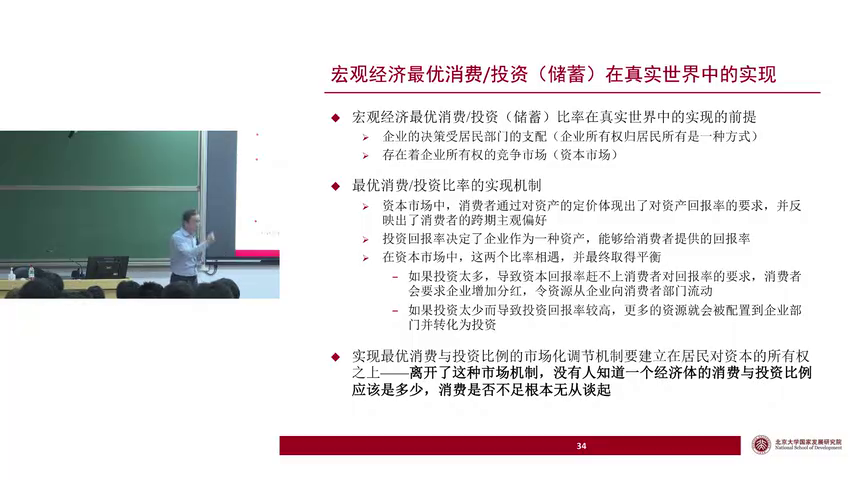 宏观经济最优消费/投资（储蓄）在真实世界中的实现
宏观经济最优消费/投资（储蓄）比率在真实世界中的实现的前提
企业的决策受居民部门的支配（企业所有权归居民所有是一种方式）
存在着企业所有权的竞争市场（资本市场）
最优消费/投资比率的实现机制
资本市场中，消费者通过对资产的定价体现出了对资产回报率的要求，并反
映出了消费者的跨期主观偏好
投资回报率决定了企业作为一种资产，能够给消费者提供的回报率
在资本市场中，这两个比率相遇，并最终取得平衡
如果投资太多，导致资本回报率赶不上消费者对回报率的要求，消费者
会要求企业增加分红，令资源从企业向消费者部门流动
如果投资太少而导致投资回报率较高，更多的资源就会被配置到企业部
门并转化为投资
实现最优消费与投资比例的市场化调节机制要建立在居民对资本的所有权
之上——离开了这种市场机制，没有人知道一个经济体的消费与投资比例
应该是多少，消费是否不足根本无从谈起
34
北京大学国家发展研究院
National School of Development